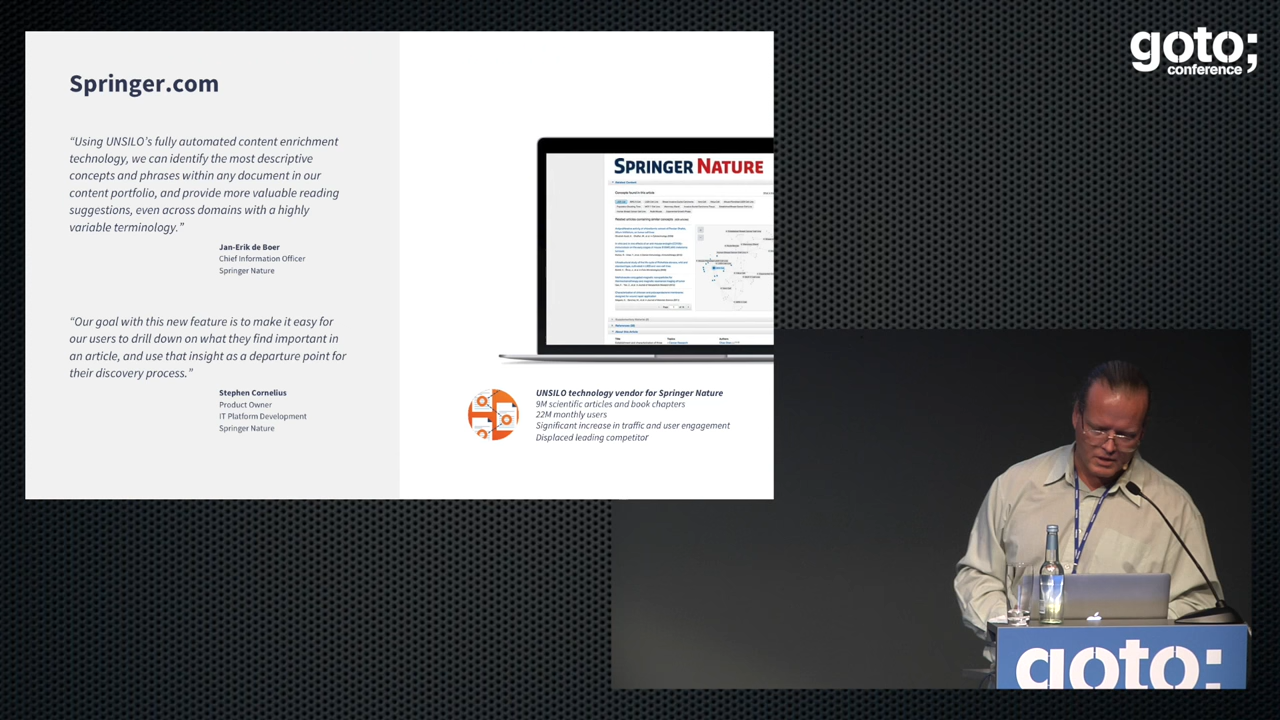 goto;
conference
Springer.com
“Using UNSILO’s fully automated content enrichment
technology, we can identify the most descriptive
concepts and phrases within any document in our
content portfolio, and provide more valuable reading
suggestions, even across domains with a highly
variable terminology.”
Jan-Erik de Boer
Chief Information Officer
Springer Nature
“Our goal with this new feature is to make it easy for
our users to drill down on what they find important in
an article, and use that insight as a departure point for
their discovery process.”
Stephen Cornelius
Product Owner
IT Platform Development
Springer Nature
SPRINGER NATURE
UNSILO technology vendor for Springer Nature
9M scientific articles and book chapters
22M monthly users
Significant increase in traffic and user engagement
Displaced leading competitor
goto;